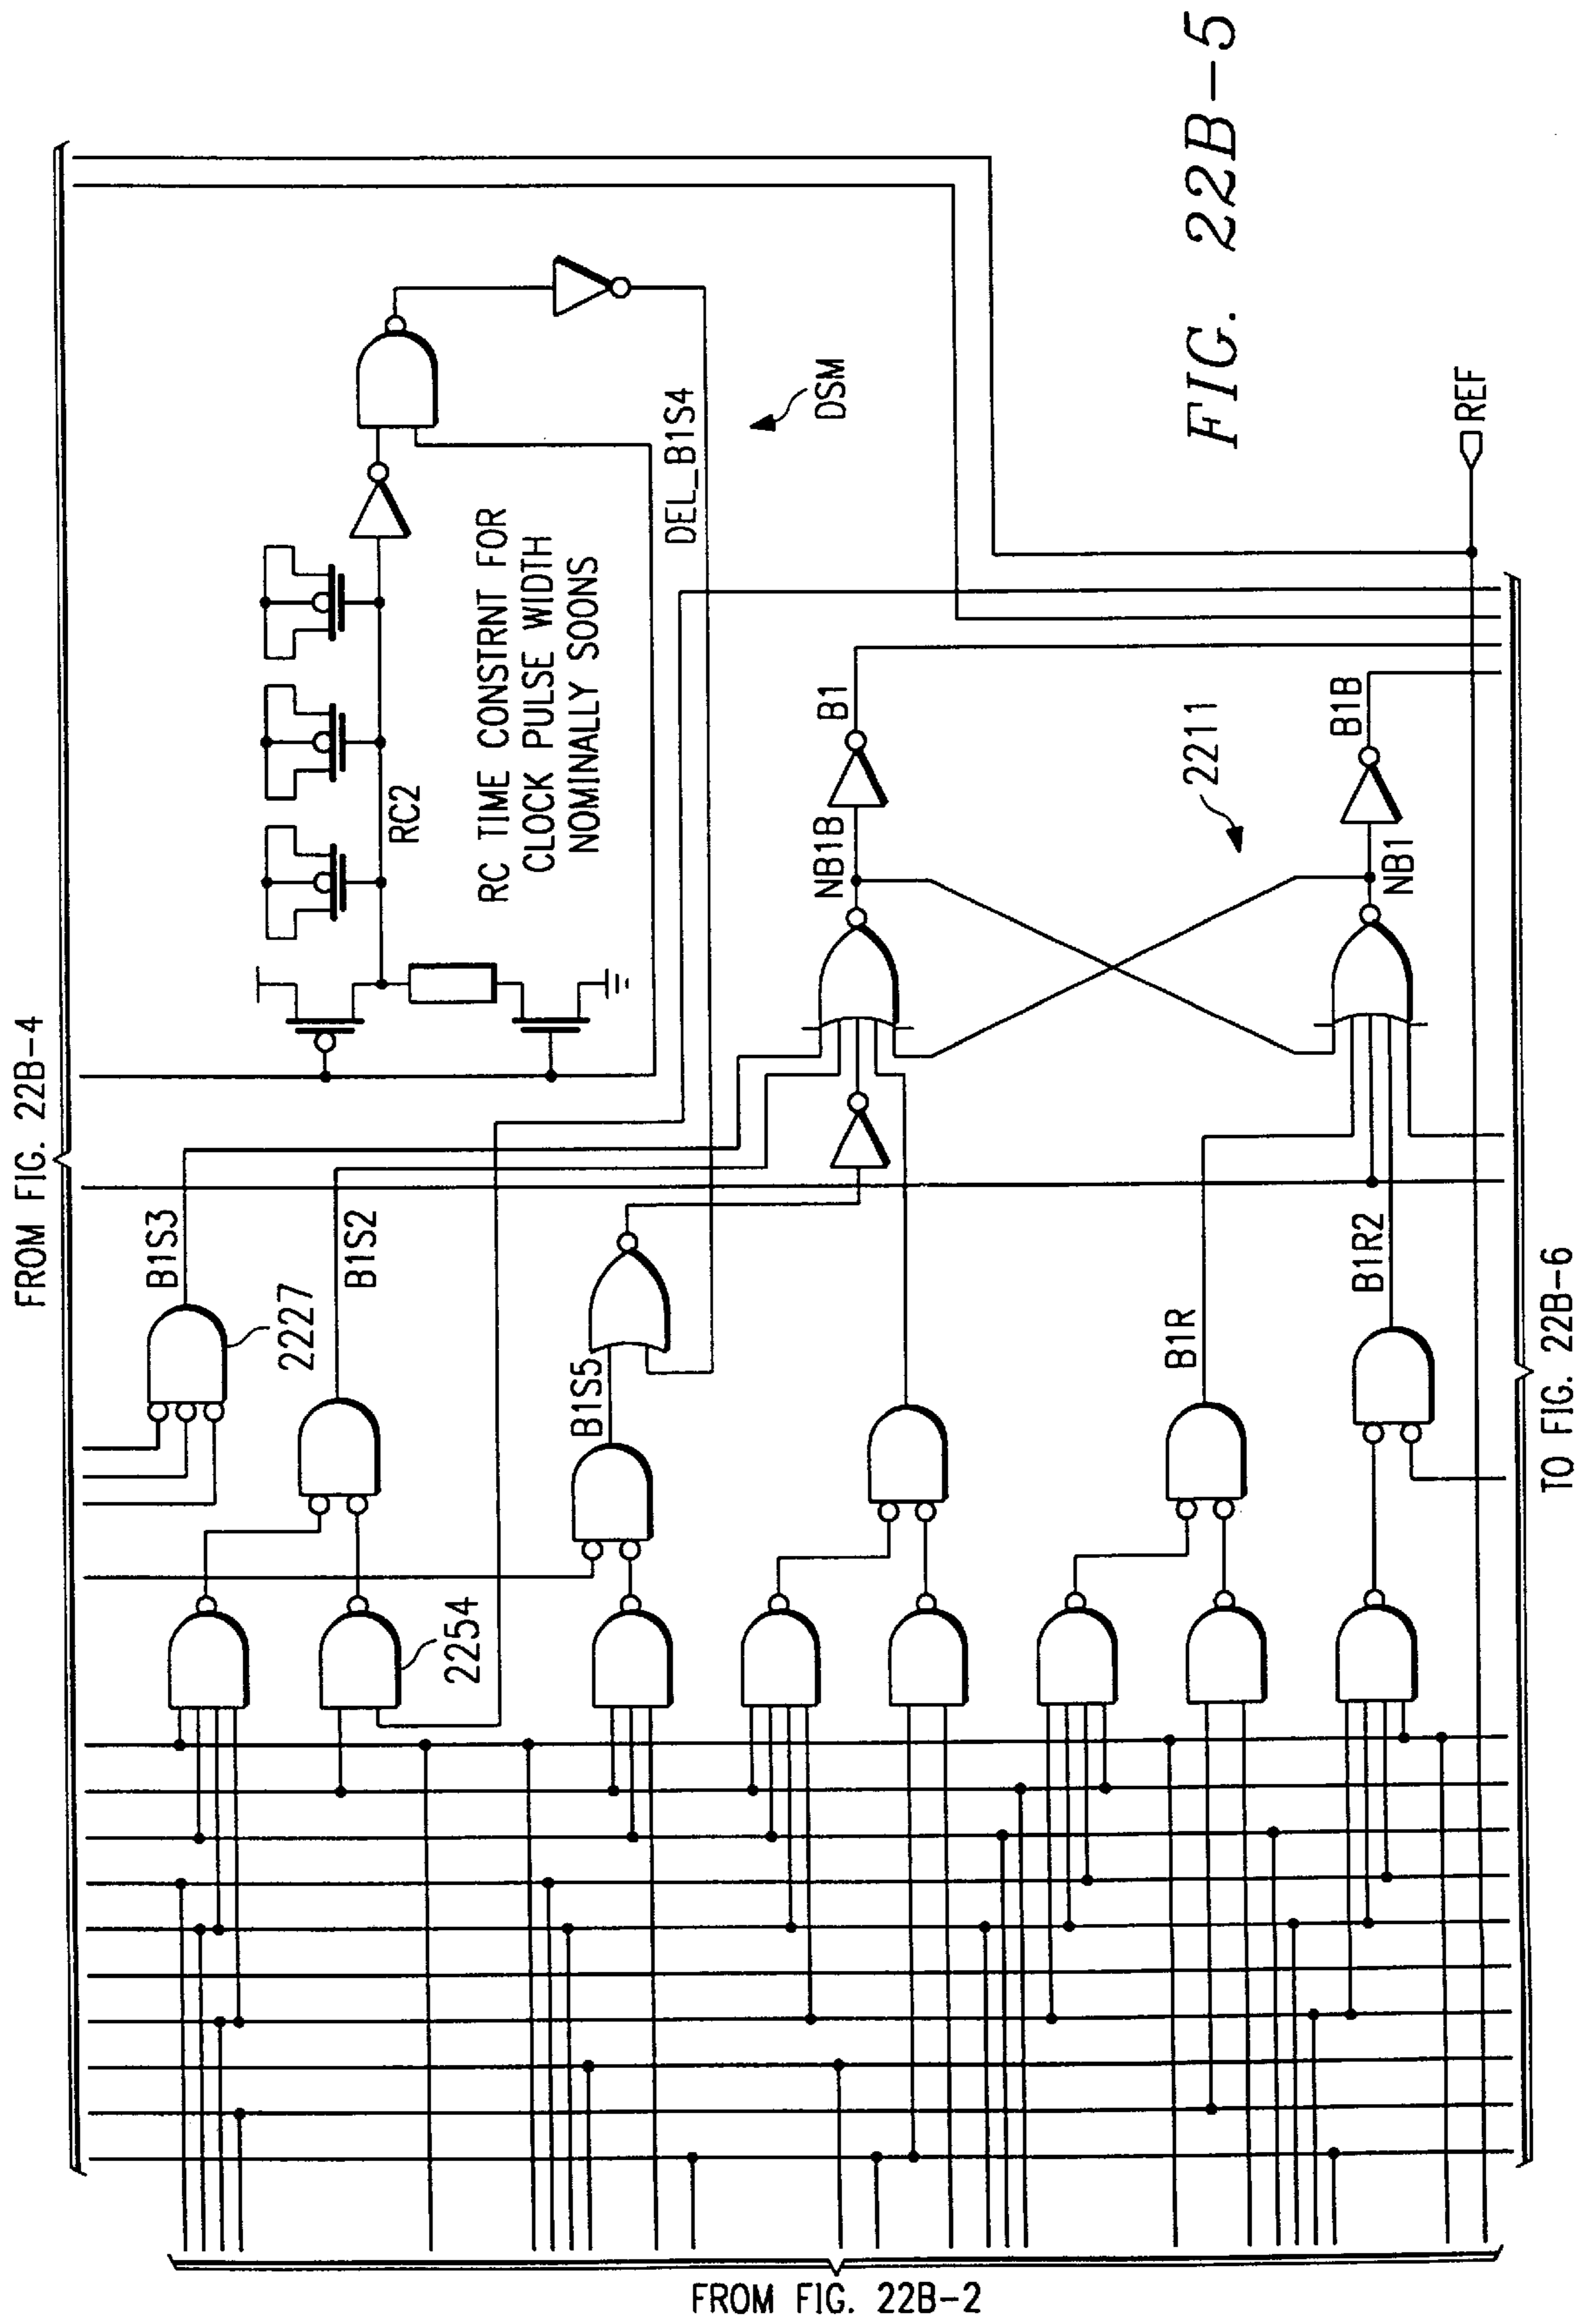 FROM FIG. 22B-4
B1S3
2227
B1S2
2254
B1S5
RC2
RC TIME CONSTRNT FOR
CLOCK PULSE WIDTH
NOMINALLY SOONS
DEL_B1S4
DSM
NB1B
B1
B1R
B1R2
2211
NB1
B1B
REF
FROM FIG. 22B-2
TO FIG. 22B-6
FIG. 22B-5